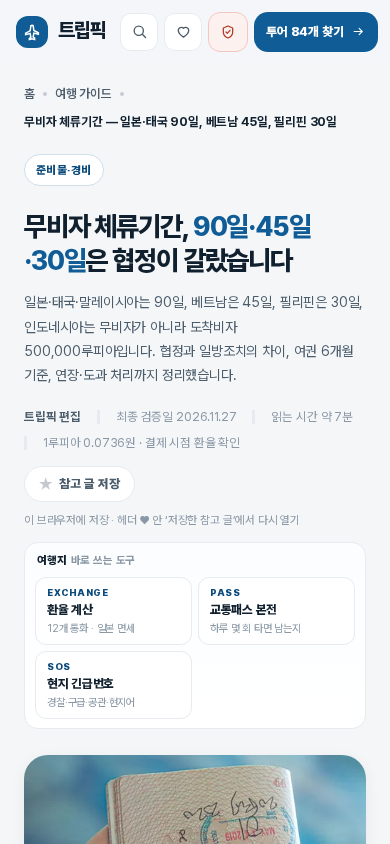 트립픽
투어 84개 찾기 →
홈 • 여행 가이드 •
무비자 체류기간 — 일본·태국 90일, 베트남 45일, 필리핀 30일
준비물·경비
무비자 체류기간, 90일·45일
·30일은 협정이 갈랐습니다
일본·태국·말레이시아는 90일, 베트남은 45일, 필리핀은 30일,
인도네시아는 무비자가 아니라 도착비자
500,000루피아입니다. 협정과 일방조치의 차이, 여권 6개월
기준, 연장·도과 처리까지 정리했습니다.
트립픽 편집 | 최종 검증일 2026.11.27 | 읽는 시간 약 7분
| 1루피아 0.0736원 · 결제 시점 환율 확인
★ 참고 글 저장
이 브라우저에 저장 · 헤더 ♥ 안 '저장한 참고 글'에서 다시 열기
여행지 바로 쓰는 도구
EXCHANGE
환율 계산
12개 통화 · 일본 면세
PASS
교통패스 본전
하루 몇 회 타면 남는지
SOS
현지 긴급번호
경찰·구급·공관·현지어